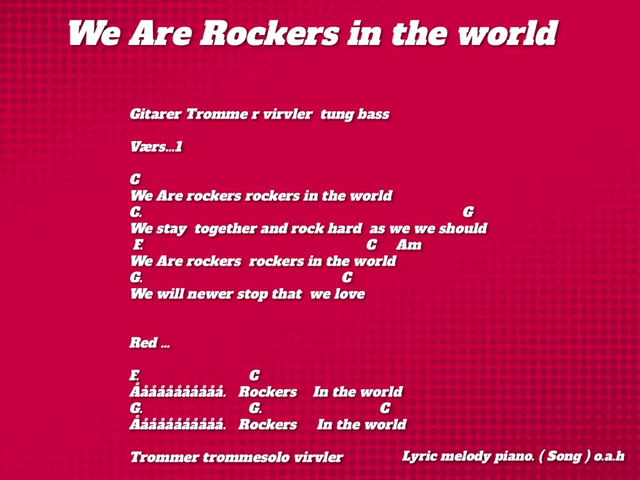 We Are Rockers in the world
Gitarer Tromme r virvler tung bass
Værs...1
C
We Are rockers rockers in the world
C. G
We stay together and rock hard as we we should
F. C Am
We Are rockers rockers in the world
G. C
We will newer stop that we love
Red ...
F. C
Åååååååååååå. Rockers In the world
G. G. C
Åååååååååååå. Rockers In the world
Trommer trommesolo virvler
Lyric melody piano. ( Song ) o.a.h